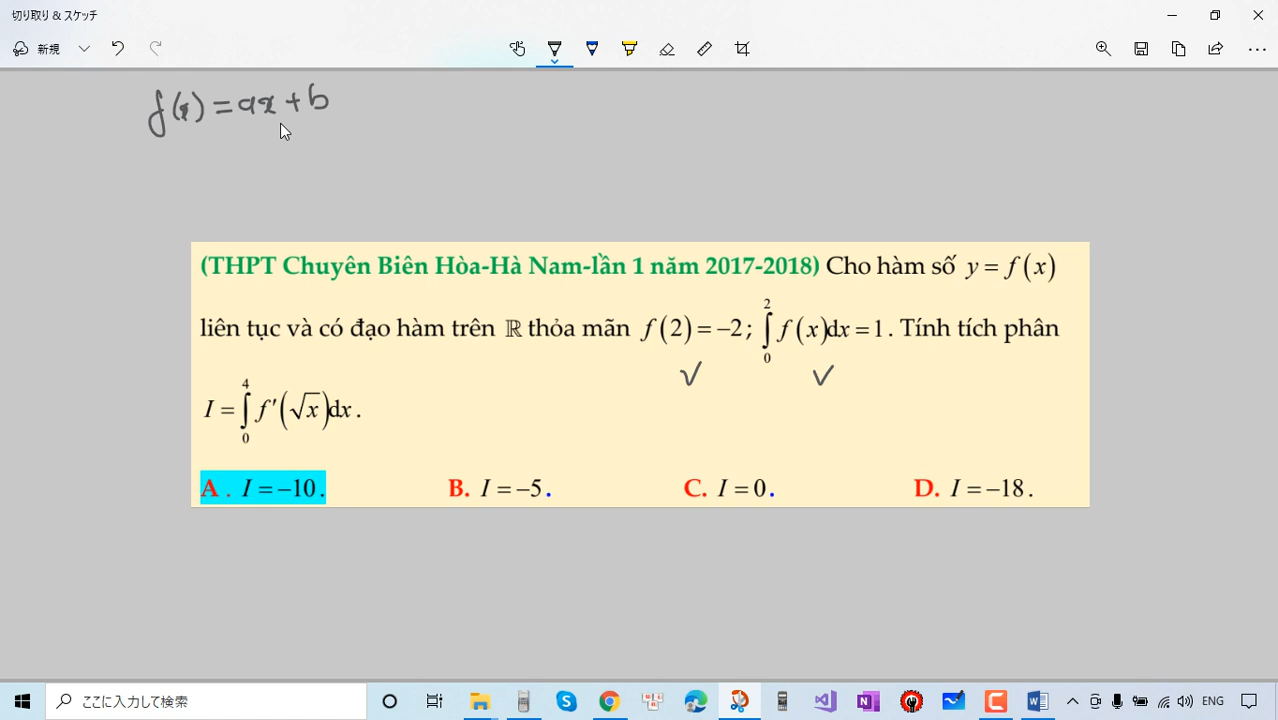 切り取り & スケッチ
新規
f(x) = ax + b
(THPT Chuyên Biên Hòa-Hà Nam-lần 1 năm 2017-2018) Cho hàm số y = f(x)
liên tục và có đạo hàm trên ℝ thỏa mãn f(2) = −2; ∫₀² f(x)dx = 1. Tính tích phân
I = ∫₀⁴ f′(√x)dx.
A . I = −10. B. I = −5. C. I = 0. D. I = −18.
ここに入力して検索 ENG